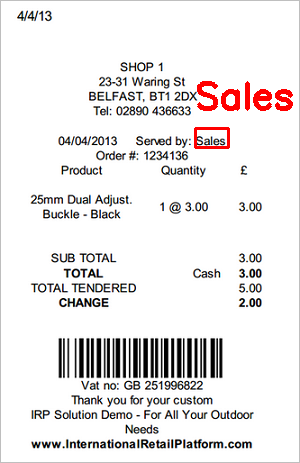 4/4/13
SHOP 1
23-31 Waring St
BELFAST, BT1 2DX
Sales
Tel: 02890 436633
04/04/2013 Served by: Sales
Order #: 1234136
Product Quantity £
25mm Dual Adjust.
Buckle - Black 1 @ 3.00 3.00
SUB TOTAL 3.00
TOTAL Cash 3.00
TOTAL TENDERED 5.00
CHANGE 2.00
Vat no: GB 251996822
Thank you for your custom
IRP Solution Demo - For All Your Outdoor
Needs
www.InternationalRetailPlatform.com